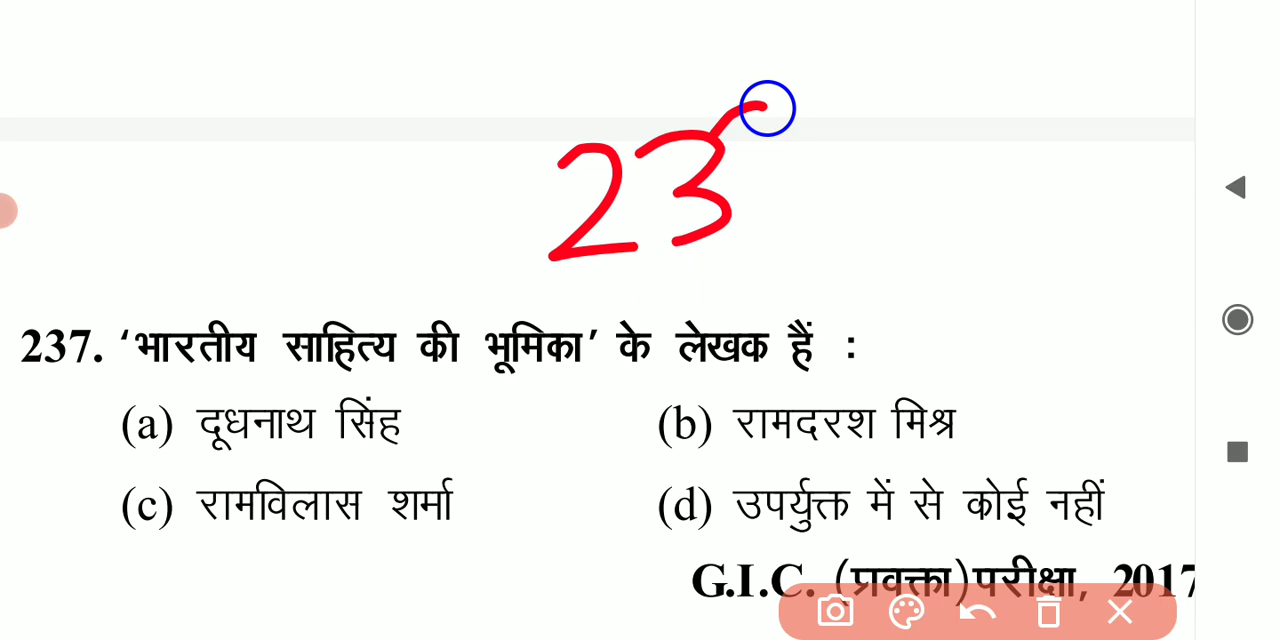 23
237. ‘भारतीय साहित्य की भूमिका’ के लेखक हैं :
(a) दूधनाथ सिंह (b) रामदरश मिश्र
(c) रामविलास शर्मा (d) उपर्युक्त में से कोई नहीं
G.I.C. (प्रवक्ता)परीक्षा, 2017